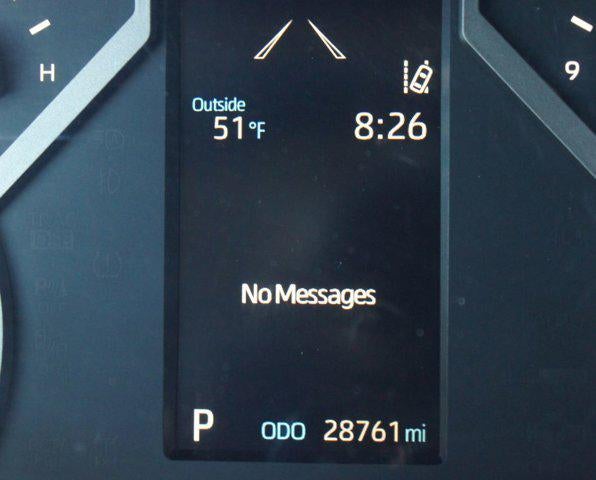 H
9
Outside
51°F 8:26
No Messages
P ODO 28761 mi